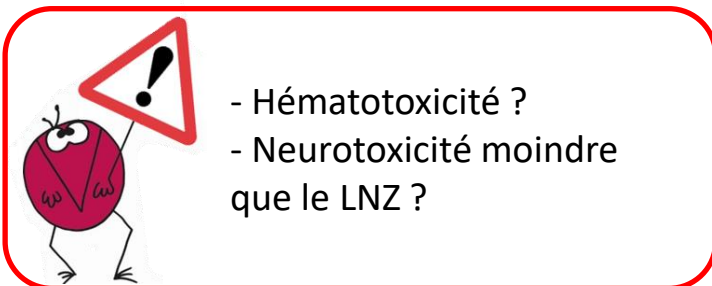 - Hématotoxicité ?
- Neurotoxicité moindre
que le LNZ ?